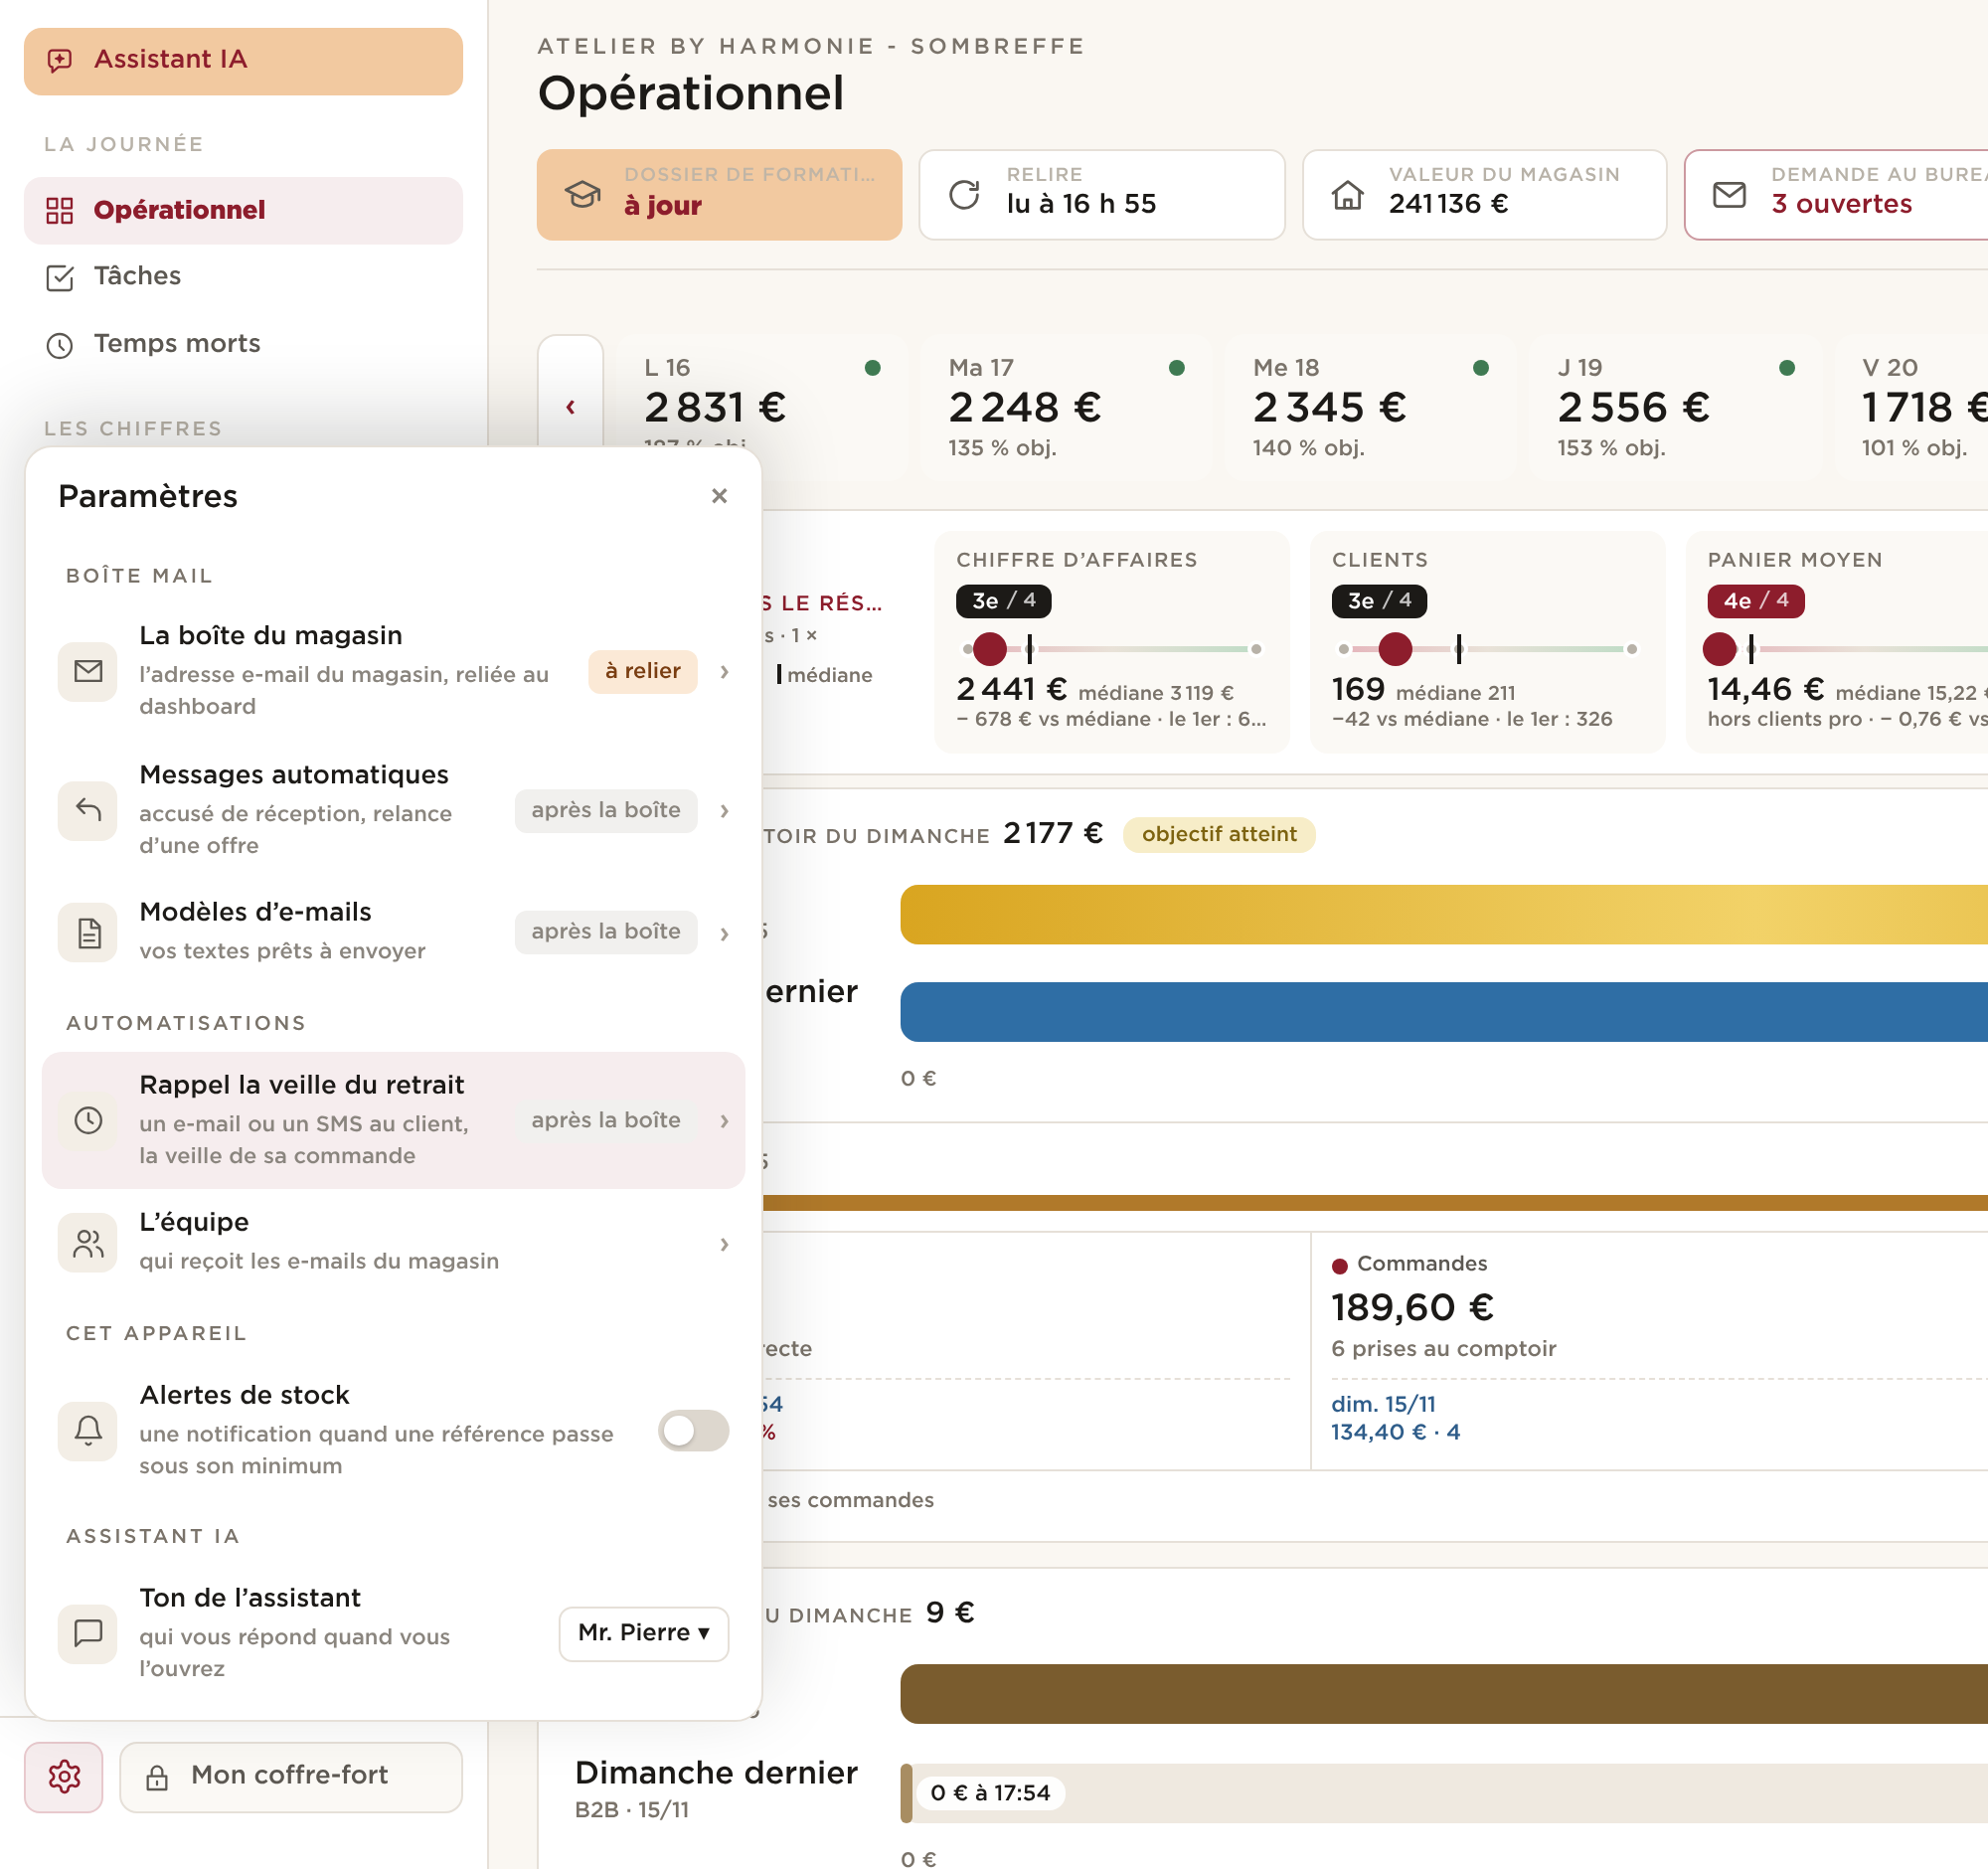 Assistant IA
LA JOURNÉE
Opérationnel
Tâches
Temps morts
LES CHIFFRES
Paramètres
×
BOÎTE MAIL
La boîte du magasin
l’adresse e-mail du magasin, reliée au
dashboard
à relier
Messages automatiques
accusé de réception, relance
d’une offre
après la boîte
Modèles d’e-mails
vos textes prêts à envoyer
après la boîte
AUTOMATISATIONS
Rappel la veille du retrait
un e-mail ou un SMS au client,
la veille de sa commande
après la boîte
L’équipe
qui reçoit les e-mails du magasin
CET APPAREIL
Alertes de stock
une notification quand une référence passe
sous son minimum
ASSISTANT IA
Ton de l’assistant
qui vous répond quand vous
l’ouvrez
Mr. Pierre ▾
Mon coffre-fort
ATELIER BY HARMONIE - SOMBREFFE
Opérationnel
DOSSIER DE FORMATI…
à jour
RELIRE
lu à 16 h 55
VALEUR DU MAGASIN
241 136 €
DEMANDE AU BUREA
3 ouvertes
L 16
2 831 €
Ma 17
2 248 €
135 % obj.
Me 18
2 345 €
140 % obj.
J 19
2 556 €
153 % obj.
V 20
1 718 €
101 % obj.
S LE RÉS…
s · 1 ×
médiane
CHIFFRE D’AFFAIRES
3e / 4
2 441 € médiane 3 119 €
− 678 € vs médiane · le 1er : 6…
CLIENTS
3e / 4
169 médiane 211
−42 vs médiane · le 1er : 326
PANIER MOYEN
4e / 4
14,46 € médiane 15,22 €
hors clients pro · − 0,76 € vs
TOIR DU DIMANCHE 2 177 € objectif atteint
ernier
0 €
recte
54
%
Commandes
189,60 €
6 prises au comptoir
dim. 15/11
134,40 € · 4
ses commandes
U DIMANCHE 9 €
Dimanche dernier
B2B · 15/11
0 € à 17:54
0 €